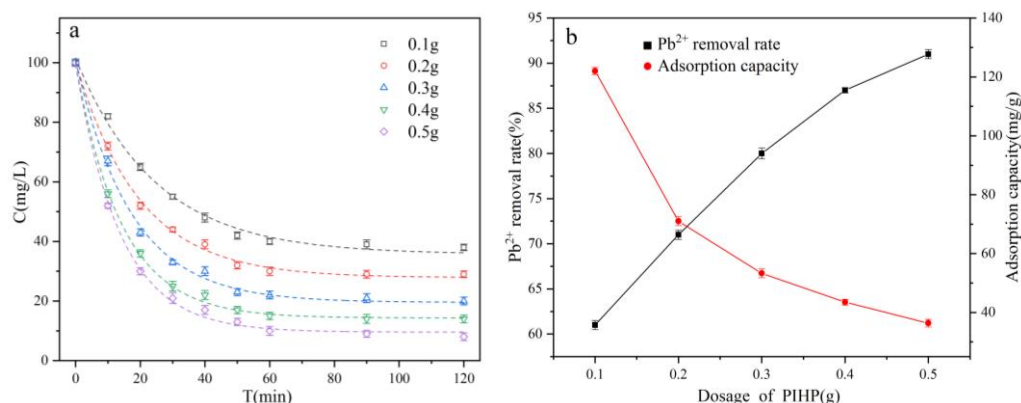 a
0.1g
0.2g
0.3g
0.4g
0.5g
100
80
60
40
20
0
C(mg/L)
0
20
40
60
80
100
120
T(min)
b
Pb²⁺ removal rate
Adsorption capacity
95
90
85
80
75
70
65
60
Pb²⁺ removal rate(%)
140
120
100
80
60
40
Adsorption capacity(mg/g)
0.1
0.2
0.3
0.4
0.5
Dosage of PIHP(g)